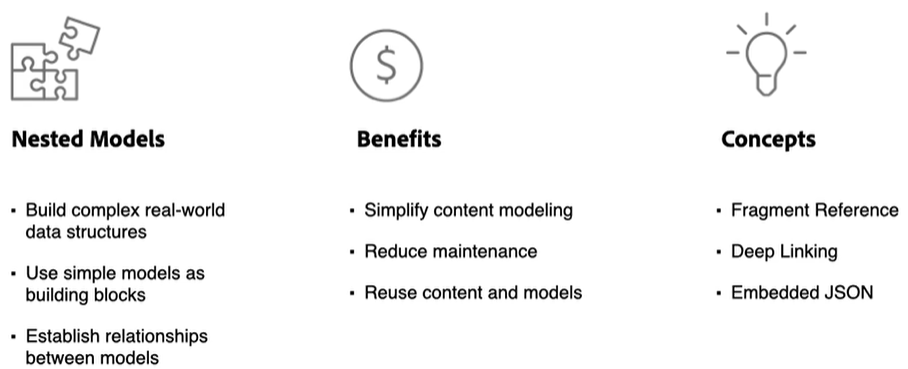 Nested Models
▪ Build complex real-world
data structures
▪ Use simple models as
building blocks
▪ Establish relationships
between models
$
Benefits
▪ Simplify content modeling
▪ Reduce maintenance
▪ Reuse content and models
Concepts
▪ Fragment Reference
▪ Deep Linking
▪ Embedded JSON